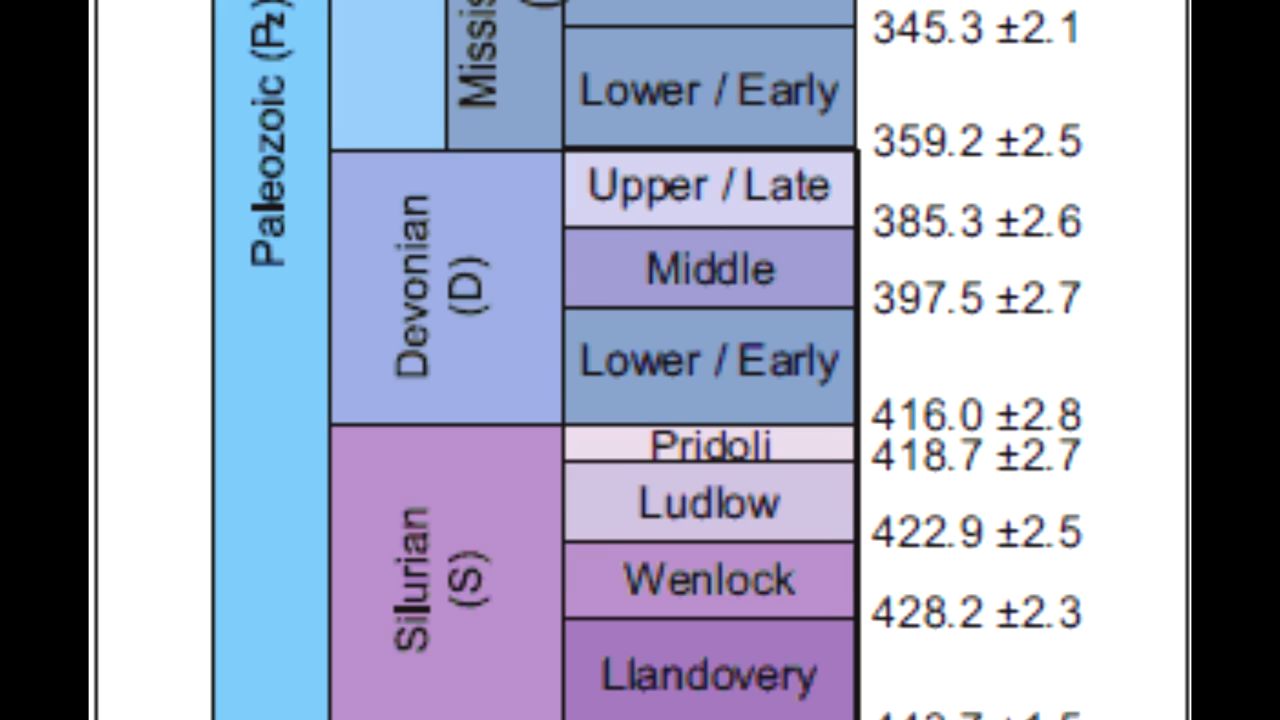 Paleozoic (Pz)
345.3 ±2.1
Lower / Early
359.2 ±2.5
Devonian
(D)
Upper / Late
385.3 ±2.6
Middle
397.5 ±2.7
Lower / Early
416.0 ±2.8
Silurian
(S)
Pridoli
418.7 ±2.7
Ludlow
422.9 ±2.5
Wenlock
428.2 ±2.3
Llandovery